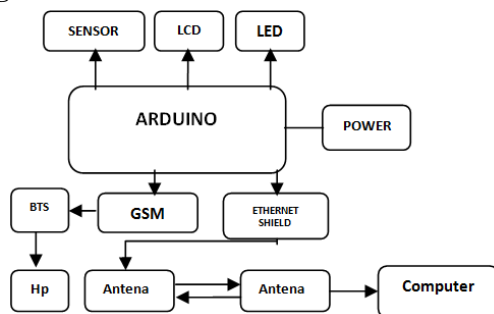 SENSOR
LCD
LED
ARDUINO
POWER
BTS
GSM
ETHERNET
SHIELD
Hp
Antena
Antena
Computer